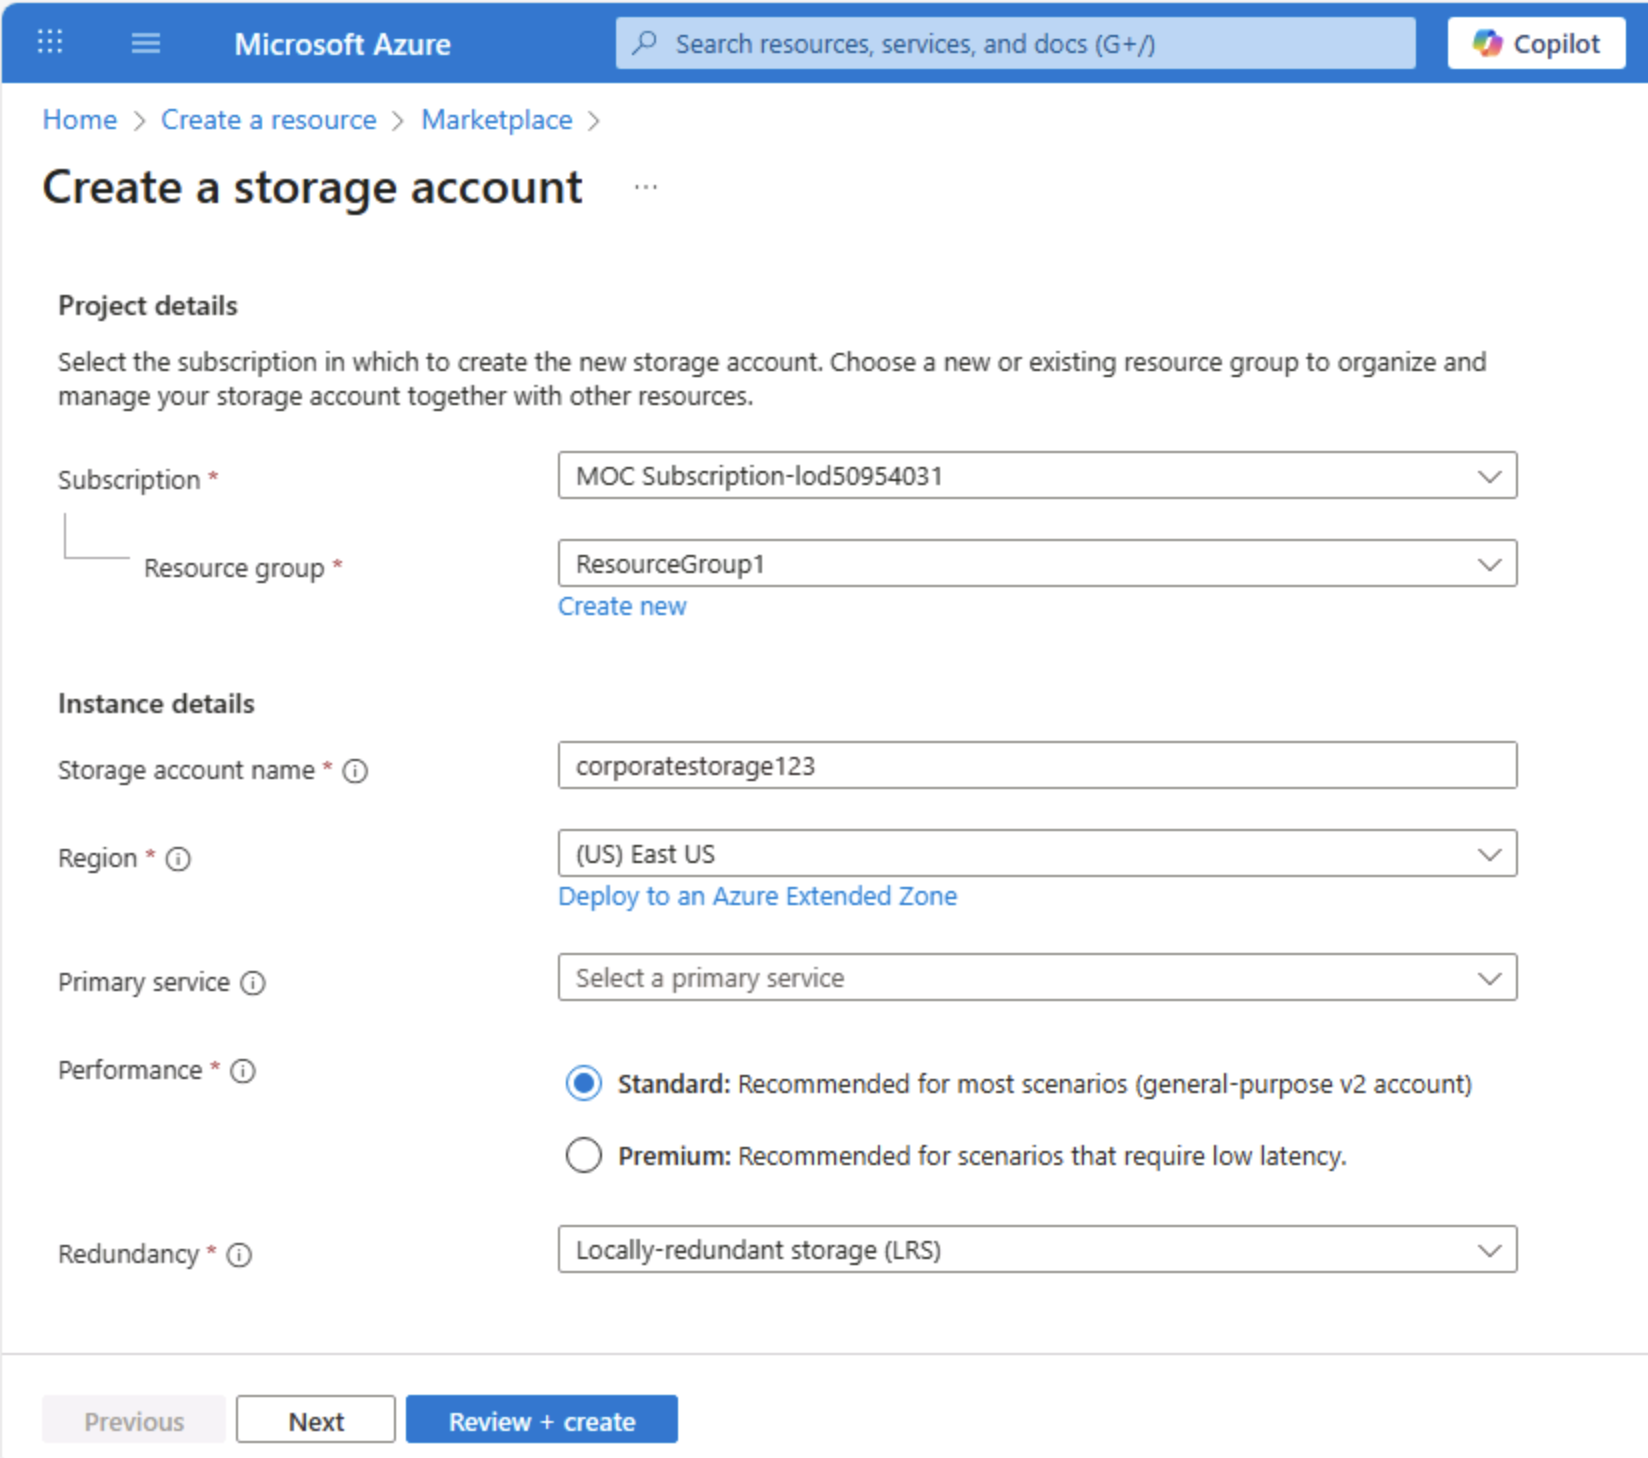 Microsoft Azure
Search resources, services, and docs (G+/)
Copilot
Home > Create a resource > Marketplace >
Create a storage account ...
Project details
Select the subscription in which to create the new storage account. Choose a new or existing resource group to organize and
manage your storage account together with other resources.
Subscription *
MOC Subscription-lod50954031
Resource group *
ResourceGroup1
Create new
Instance details
Storage account name *
corporatestorage123
Region *
(US) East US
Deploy to an Azure Extended Zone
Primary service
Select a primary service
Performance *
Standard: Recommended for most scenarios (general-purpose v2 account)
Premium: Recommended for scenarios that require low latency.
Redundancy *
Locally-redundant storage (LRS)
Previous
Next
Review + create